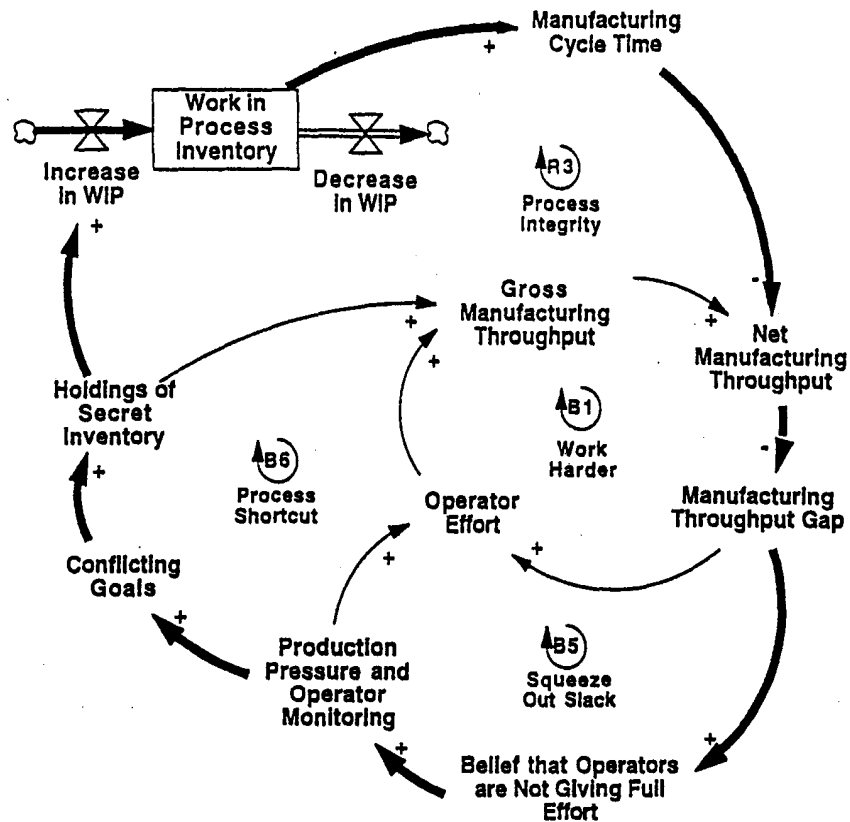 Manufacturing
Cycle Time
+
Work in
Process
Inventory
Increase
in WIP
+
Decrease
in WIP
R3
Process
Integrity
-
Gross
Manufacturing
Throughput
+
+
+
Net
Manufacturing
Throughput
Holdings of
Secret
Inventory
+
B1
Work
Harder
-
B6
Process
Shortcut
Operator
Effort
+
+
Manufacturing
Throughput Gap
Conflicting
Goals
+
Production
Pressure and
Operator
Monitoring
+
B5
Squeeze
Out Slack
+
Belief that Operators
are Not Giving Full
Effort